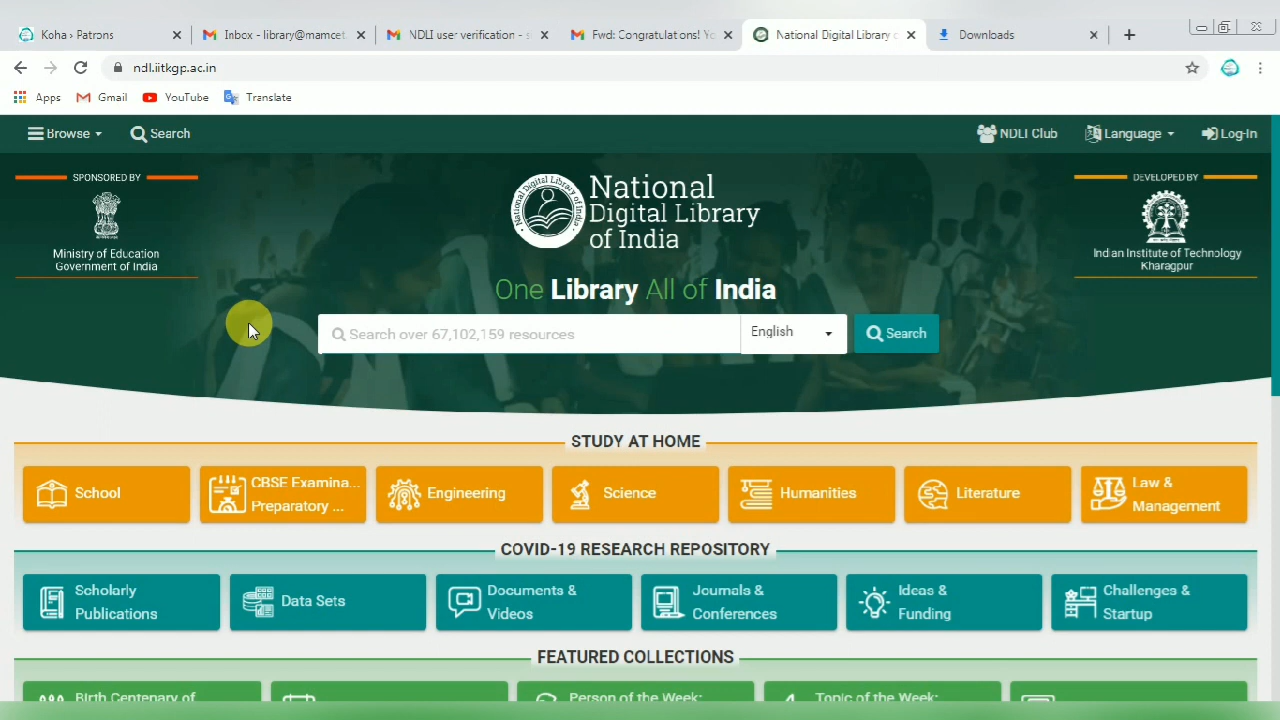 Koha › Patrons
Inbox - library@mamcet.
NDLI user verification - s
Fwd: Congratulations! Yo
National Digital Library o
Downloads
ndl.iitkgp.ac.in
Apps
Gmail
YouTube
Translate
Browse
Search
NDLI Club
Language
Log-In
SPONSORED BY
Ministry of Education
Government of India
National Digital Library of India
National
Digital Library
of India
DEVELOPED BY
Indian Institute of Technology
Kharagpur
One Library All of India
Search over 67,102,159 resources
English
Search
STUDY AT HOME
School
CBSE Examina...
Preparatory ...
Engineering
Science
Humanities
Literature
Law &
Management
COVID-19 RESEARCH REPOSITORY
Scholarly
Publications
Data Sets
Documents &
Videos
Journals &
Conferences
Ideas &
Funding
Challenges &
Startup
FEATURED COLLECTIONS
Birth Centenary of
Person of the Week:
Topic of the Week: